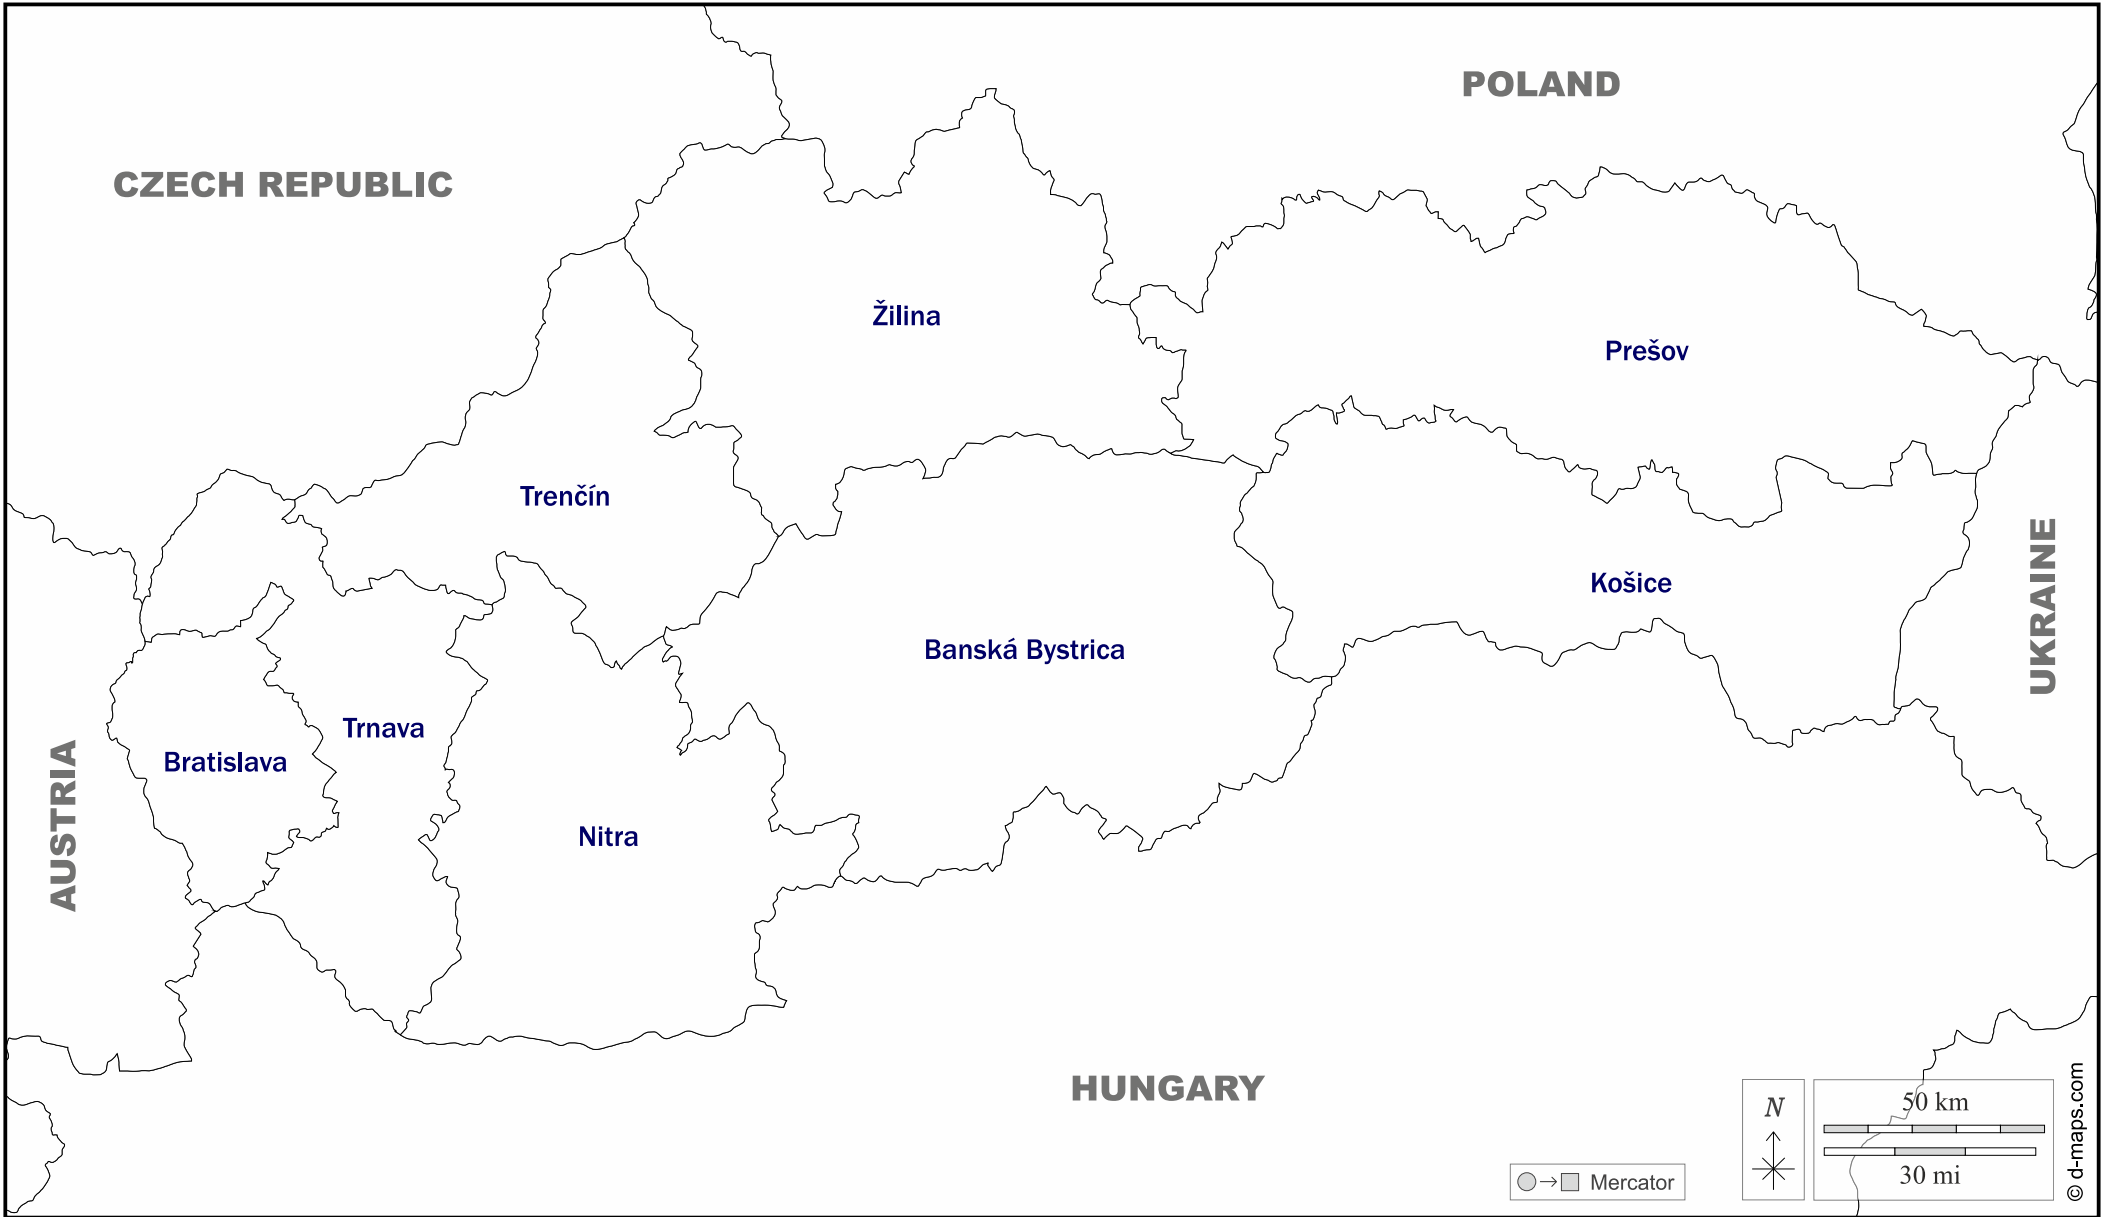 POLAND
CZECH REPUBLIC
Žilina
Prešov
Trenčín
UKRAINE
Košice
Banská Bystrica
Trnava
Bratislava
AUSTRIA
Nitra
HUNGARY
N
50 km
30 mi
Mercator
© d-maps.com